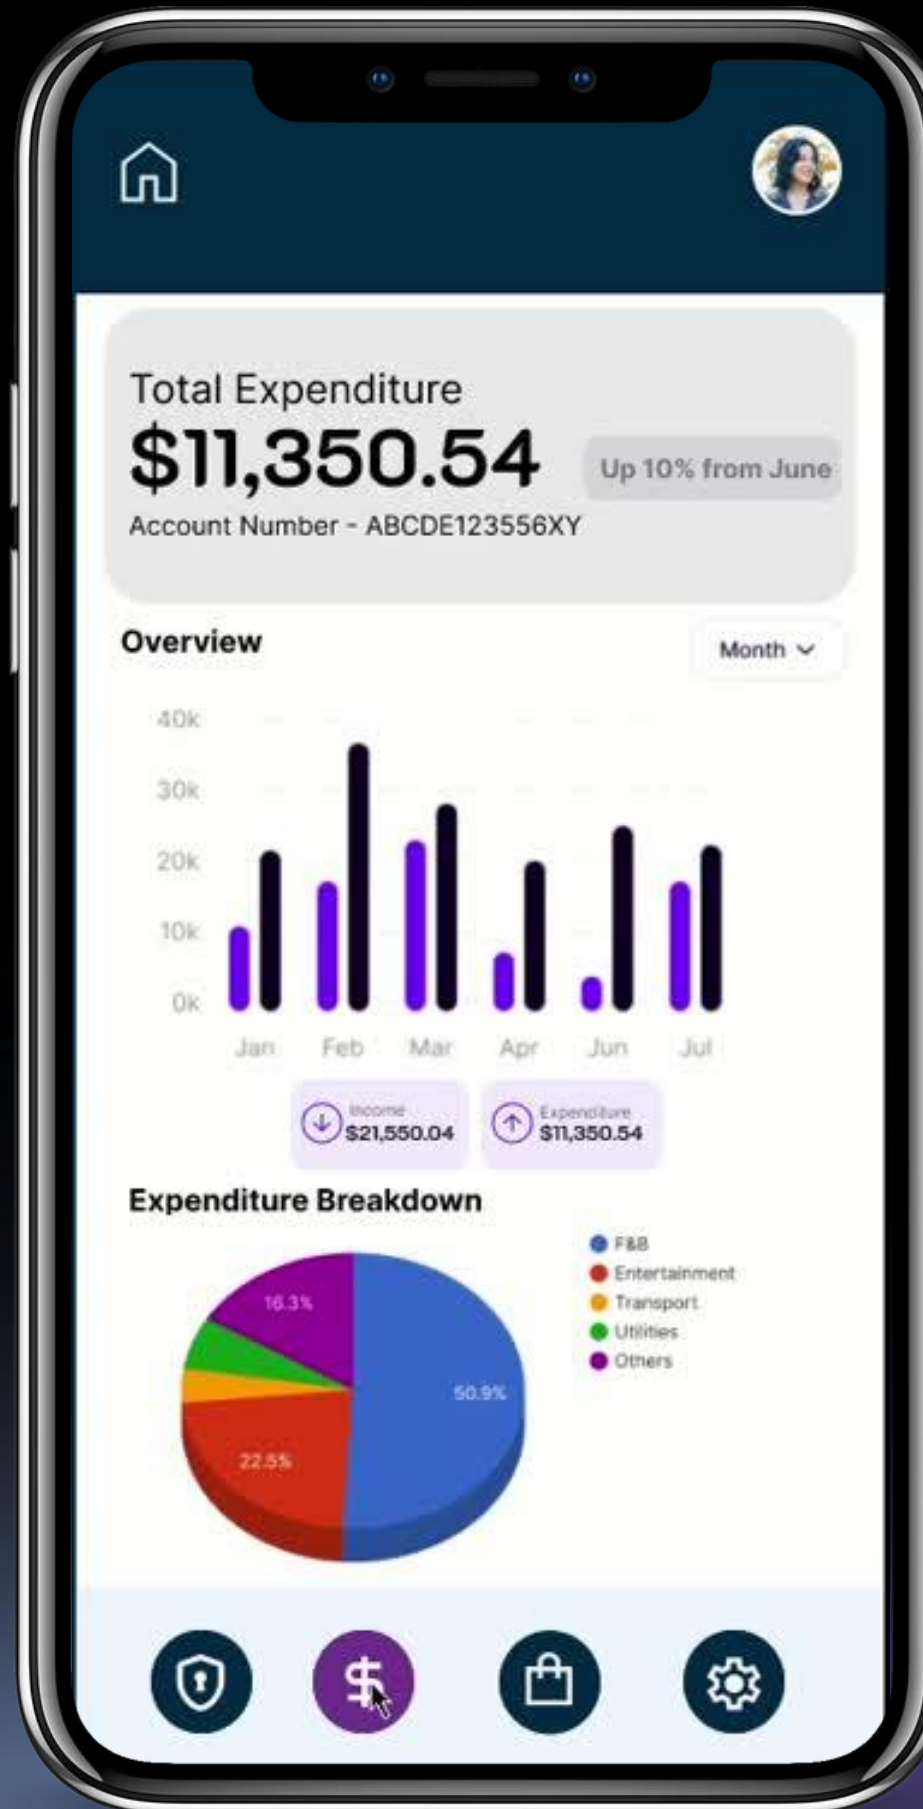 Total Expenditure
$11,350.54
Up 10% from June
Account Number - ABCDE123556XY
Overview
Month
40k
30k
20k
10k
0k
Jan Feb Mar Apr Jun Jul
Income
$21,550.04
Expenditure
$11,350.54
Expenditure Breakdown
F&B
Entertainment
Transport
Utilities
Others
16.3%
50.9%
22.5%